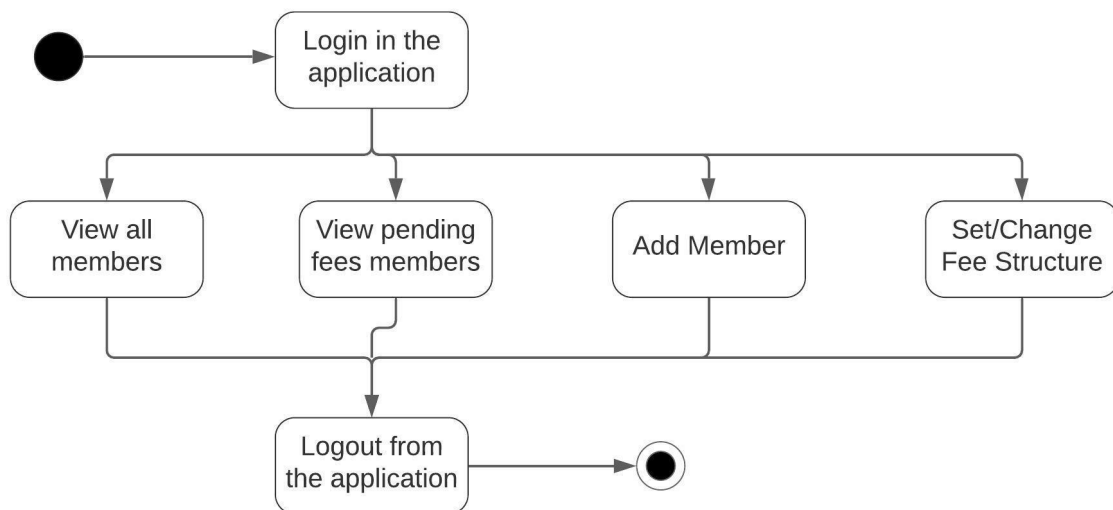 Login in the
application
View all
members
View pending
fees members
Add Member
Set/Change
Fee Structure
Logout from
the application